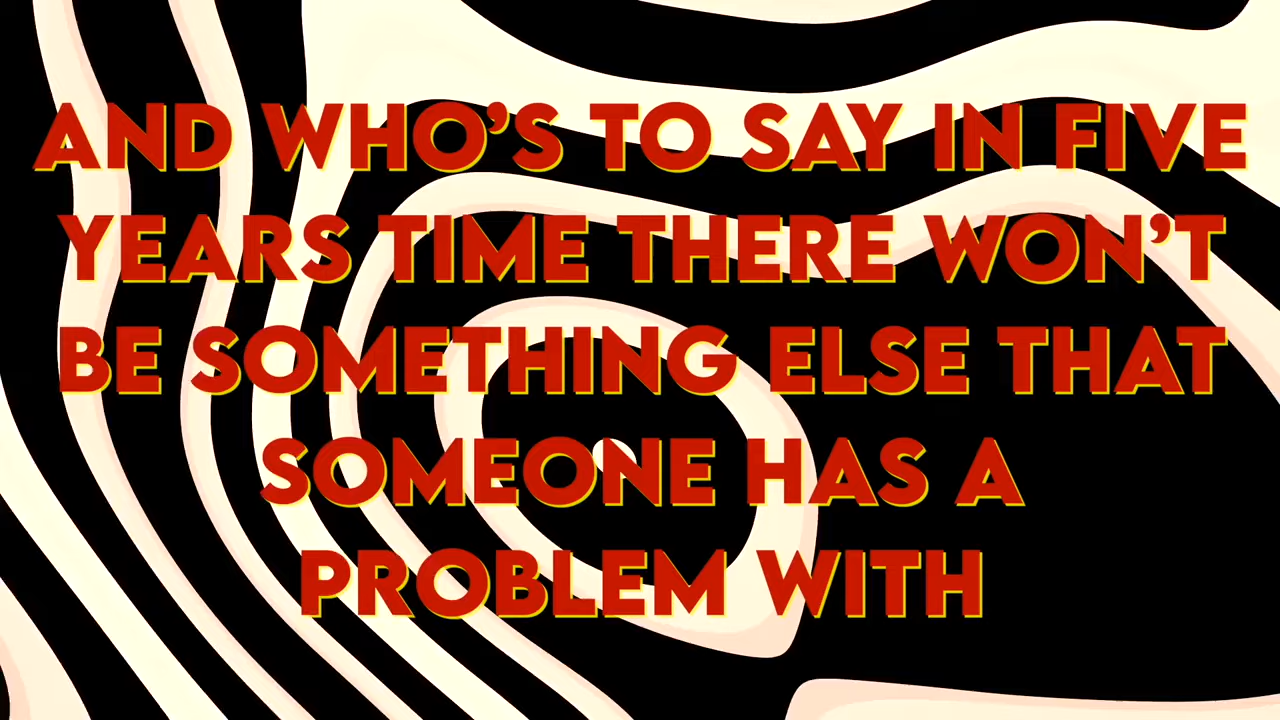 AND WHO'S TO SAY IN FIVE
YEARS TIME THERE WON'T
BE SOMETHING ELSE THAT
SOMEONE HAS A
PROBLEM WITH